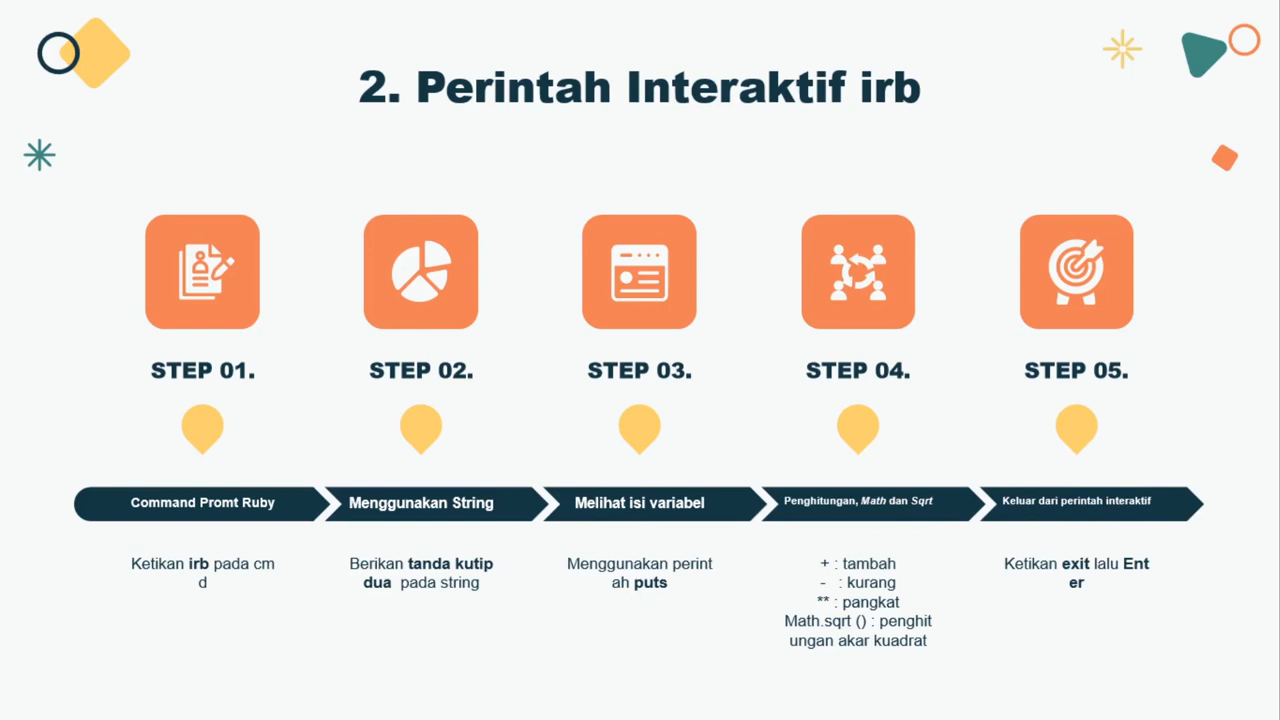 2. Perintah Interaktif irb
STEP 01.
STEP 02.
STEP 03.
STEP 04.
STEP 05.
Command Promt Ruby
Menggunakan String
Melihat isi variabel
Penghitungan, Math dan Sqrt
Keluar dari perintah interaktif
Ketikan irb pada cm
d
Berikan tanda kutip
dua pada string
Menggunakan perint
ah puts
+ : tambah
- : kurang
** : pangkat
Math.sqrt () : penghit
ungan akar kuadrat
Ketikan exit lalu Ent
er